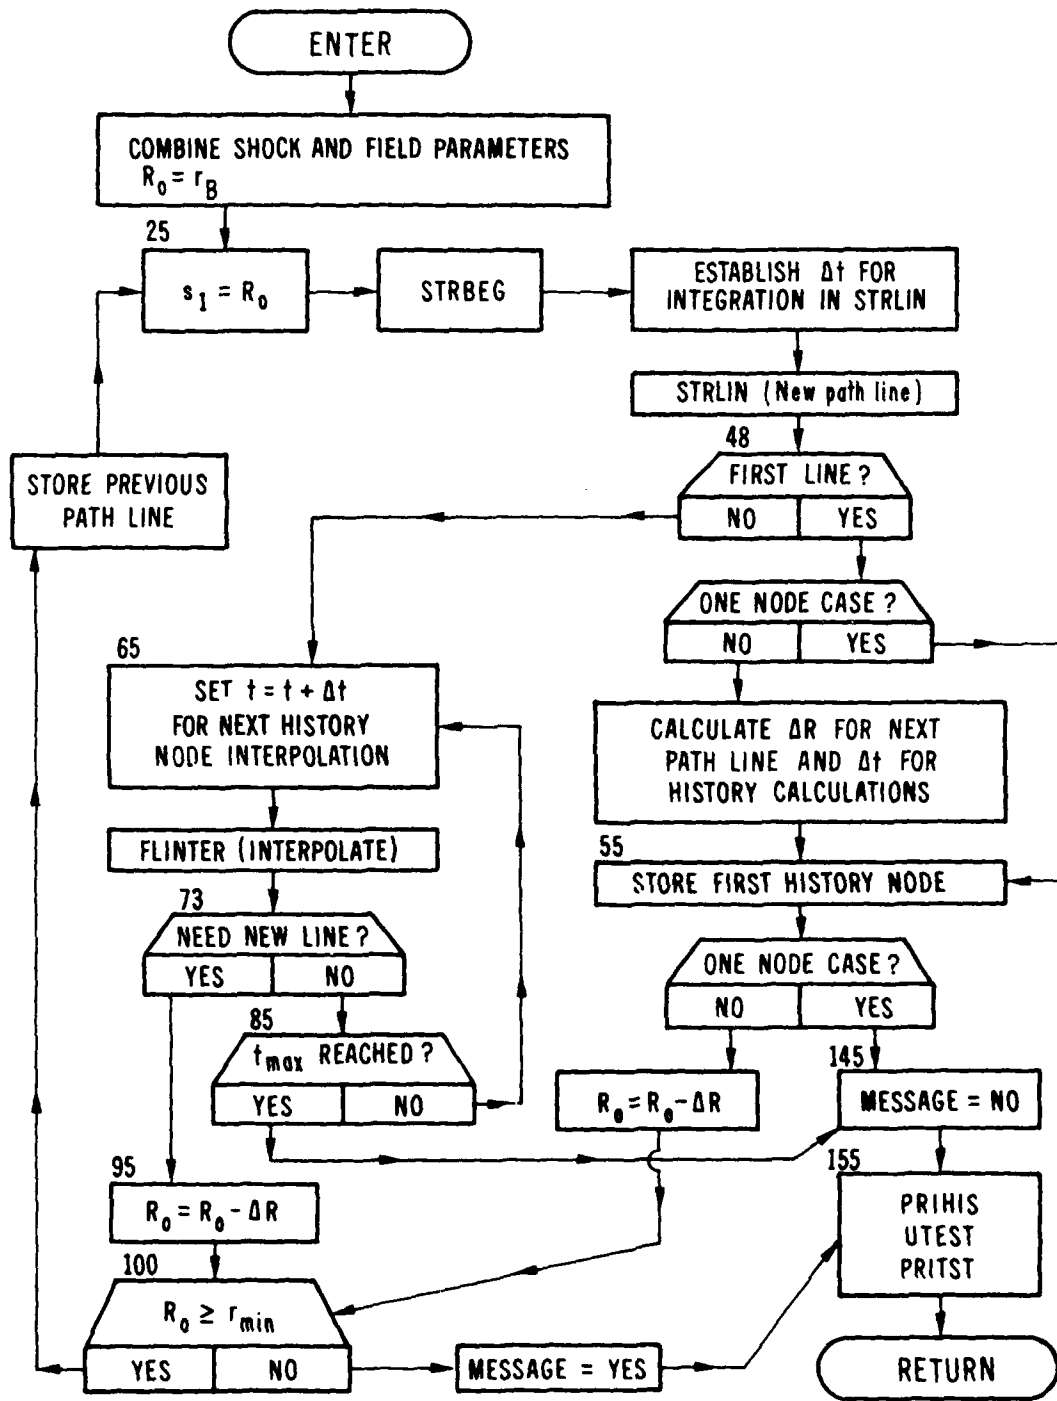 ENTER
COMBINE SHOCK AND FIELD PARAMETERS
R₀ = r_B
25
s₁ = R₀
STRBEG
ESTABLISH Δt FOR
INTEGRATION IN STRLIN
STRLIN (New path line)
48
FIRST LINE?
NO YES
STORE PREVIOUS
PATH LINE
ONE NODE CASE?
NO YES
65
SET t = t + Δt
FOR NEXT HISTORY
NODE INTERPOLATION
CALCULATE ΔR FOR NEXT
PATH LINE AND Δt FOR
HISTORY CALCULATIONS
FLINTER (INTERPOLATE)
55
STORE FIRST HISTORY NODE
73
NEED NEW LINE?
YES NO
ONE NODE CASE?
NO YES
85
t_max REACHED?
YES NO
R₀ = R₀ - ΔR
145
MESSAGE = NO
95
R₀ = R₀ - ΔR
155
PRIHIS
UTEST
PRITST
100
R₀ ≥ r_min
YES NO
MESSAGE = YES
RETURN